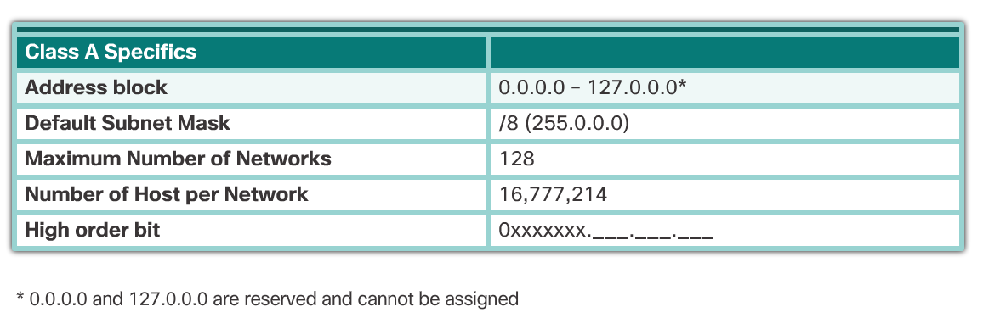 Class A Specifics
Address block 0.0.0.0 – 127.0.0.0*
Default Subnet Mask /8 (255.0.0.0)
Maximum Number of Networks 128
Number of Host per Network 16,777,214
High order bit 0xxxxxxx.___.___.___
* 0.0.0.0 and 127.0.0.0 are reserved and cannot be assigned